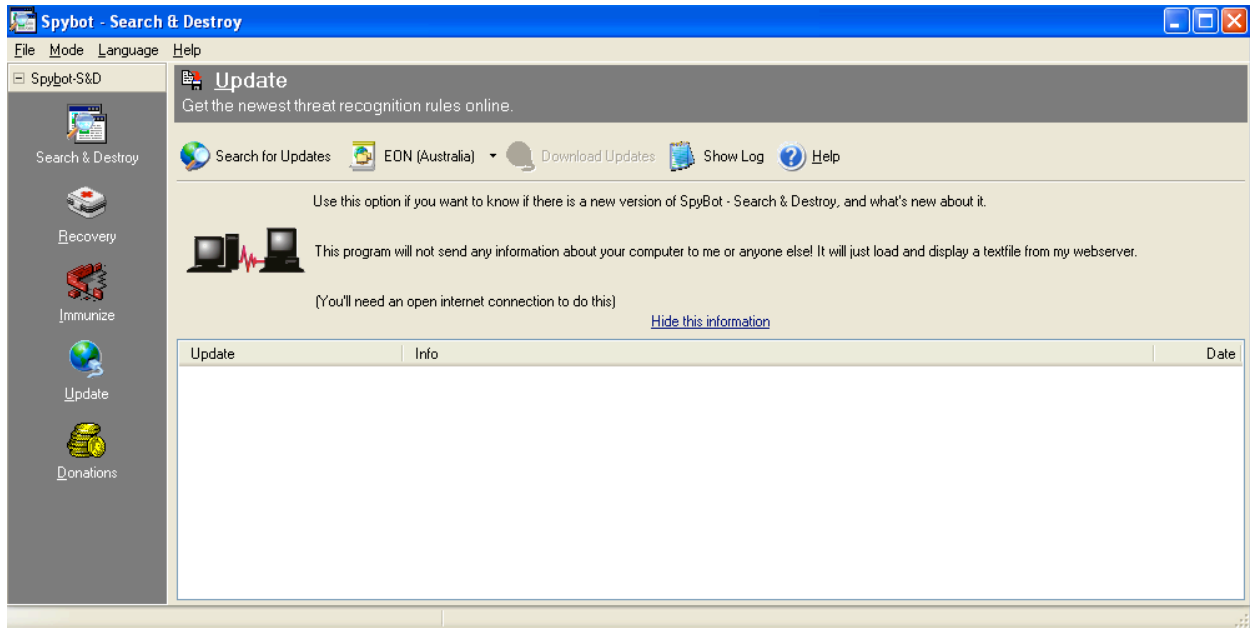 Spybot - Search & Destroy
File Mode Language Help
Spybot-S&D
Search & Destroy
Recovery
Immunize
Update
Donations
Update
Get the newest threat recognition rules online.
Search for Updates EON (Australia) Download Updates Show Log Help
Use this option if you want to know if there is a new version of SpyBot - Search & Destroy, and what's new about it.
This program will not send any information about your computer to me or anyone else! It will just load and display a textfile from my webserver.
(You'll need an open internet connection to do this)
Hide this information
Update Info Date